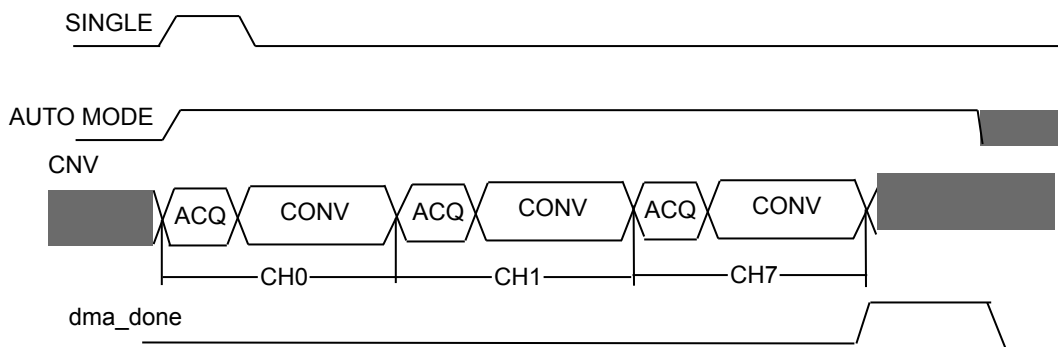 SINGLE
AUTO MODE
CNV
ACQ CONV ACQ CONV ACQ CONV
CH0 CH1 CH7
dma_done